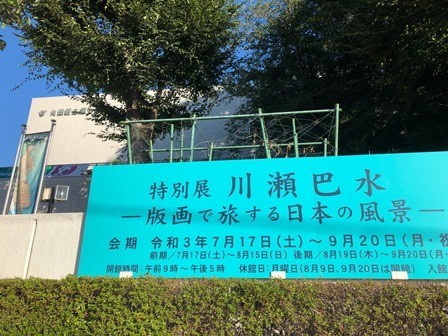 特別展 川瀬巴水
―版画で旅する日本の風景―
会期 令和3年7月17日(土)～9月20日(月・祝
前期/7月17日(土)～8月15日(日) 後期/8月19日(木)～9月20日(月・
開館時間:午前9時～午後5時 休館日:月曜日(8月9日、9月20日は開館) 入館